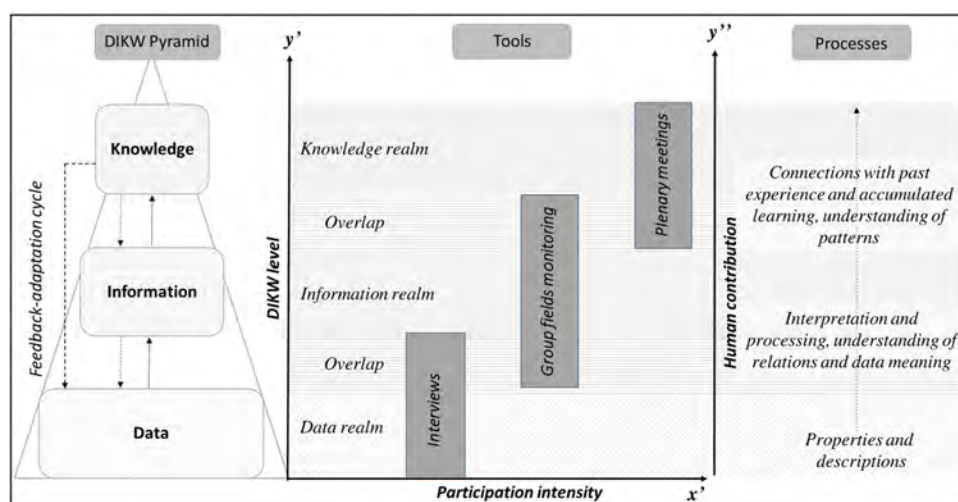 DIKW Pyramid
y'
Tools
y''
Processes
Knowledge
Information
Data
Feedback-adaptation cycle
DIKW level
Knowledge realm
Overlap
Information realm
Overlap
Data realm
Interviews
Group fields monitoring
Plenary meetings
Participation intensity
x'
Human contribution
Connections with past
experience and accumulated
learning, understanding of
patterns
Interpretation and
processing, understanding of
relations and data meaning
Properties and
descriptions